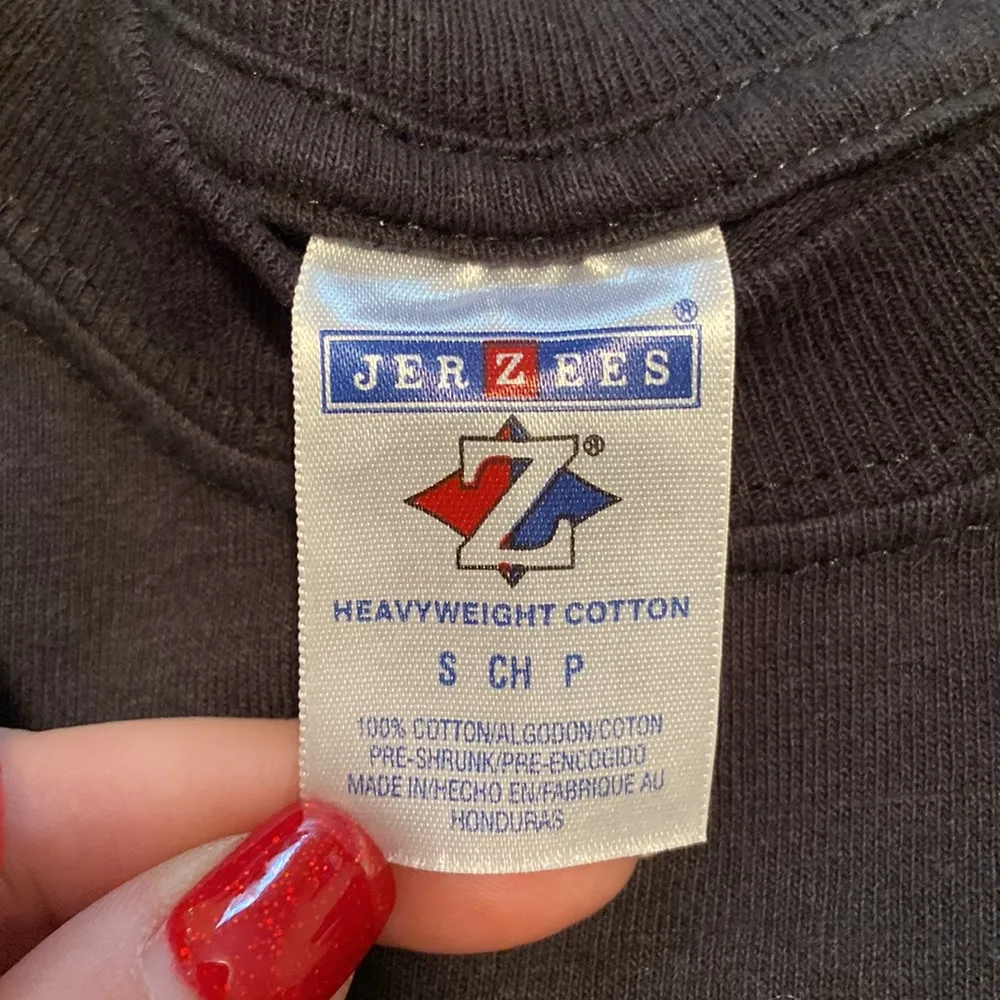 ®
JERZEES
Z®
HEAVYWEIGHT COTTON
S CH P
100% COTTON/ALGODON/COTON
PRE-SHRUNK/PRE-ENCOGIDO
MADE IN/HECHO EN/FABRIQUE AU
HONDURAS